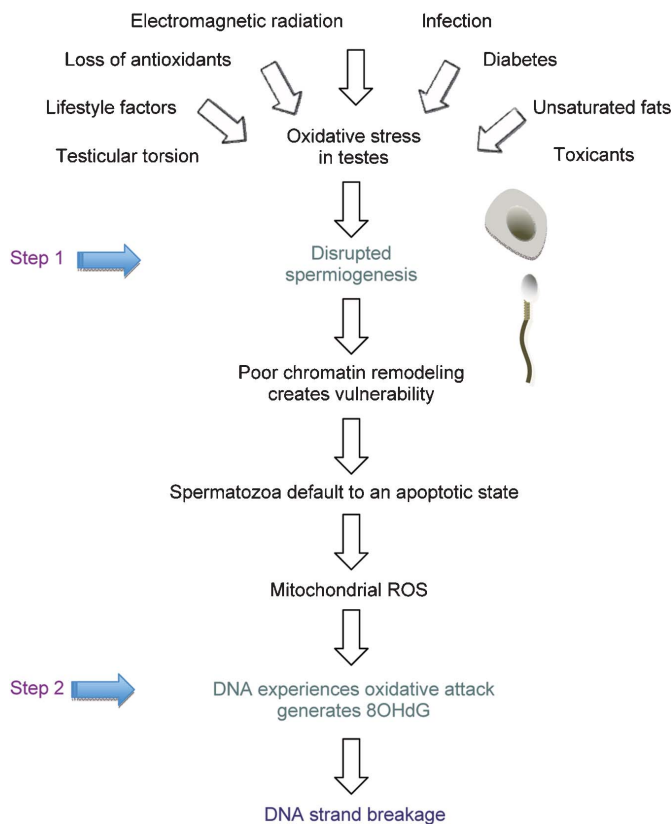 Electromagnetic radiation
Infection
Loss of antioxidants
Diabetes
Lifestyle factors
Unsaturated fats
Testicular torsion
Oxidative stress
in testes
Toxicants
Step 1
Disrupted
spermiogenesis
Poor chromatin remodeling
creates vulnerability
Spermatozoa default to an apoptotic state
Mitochondrial ROS
Step 2
DNA experiences oxidative attack
generates 8OHdG
DNA strand breakage